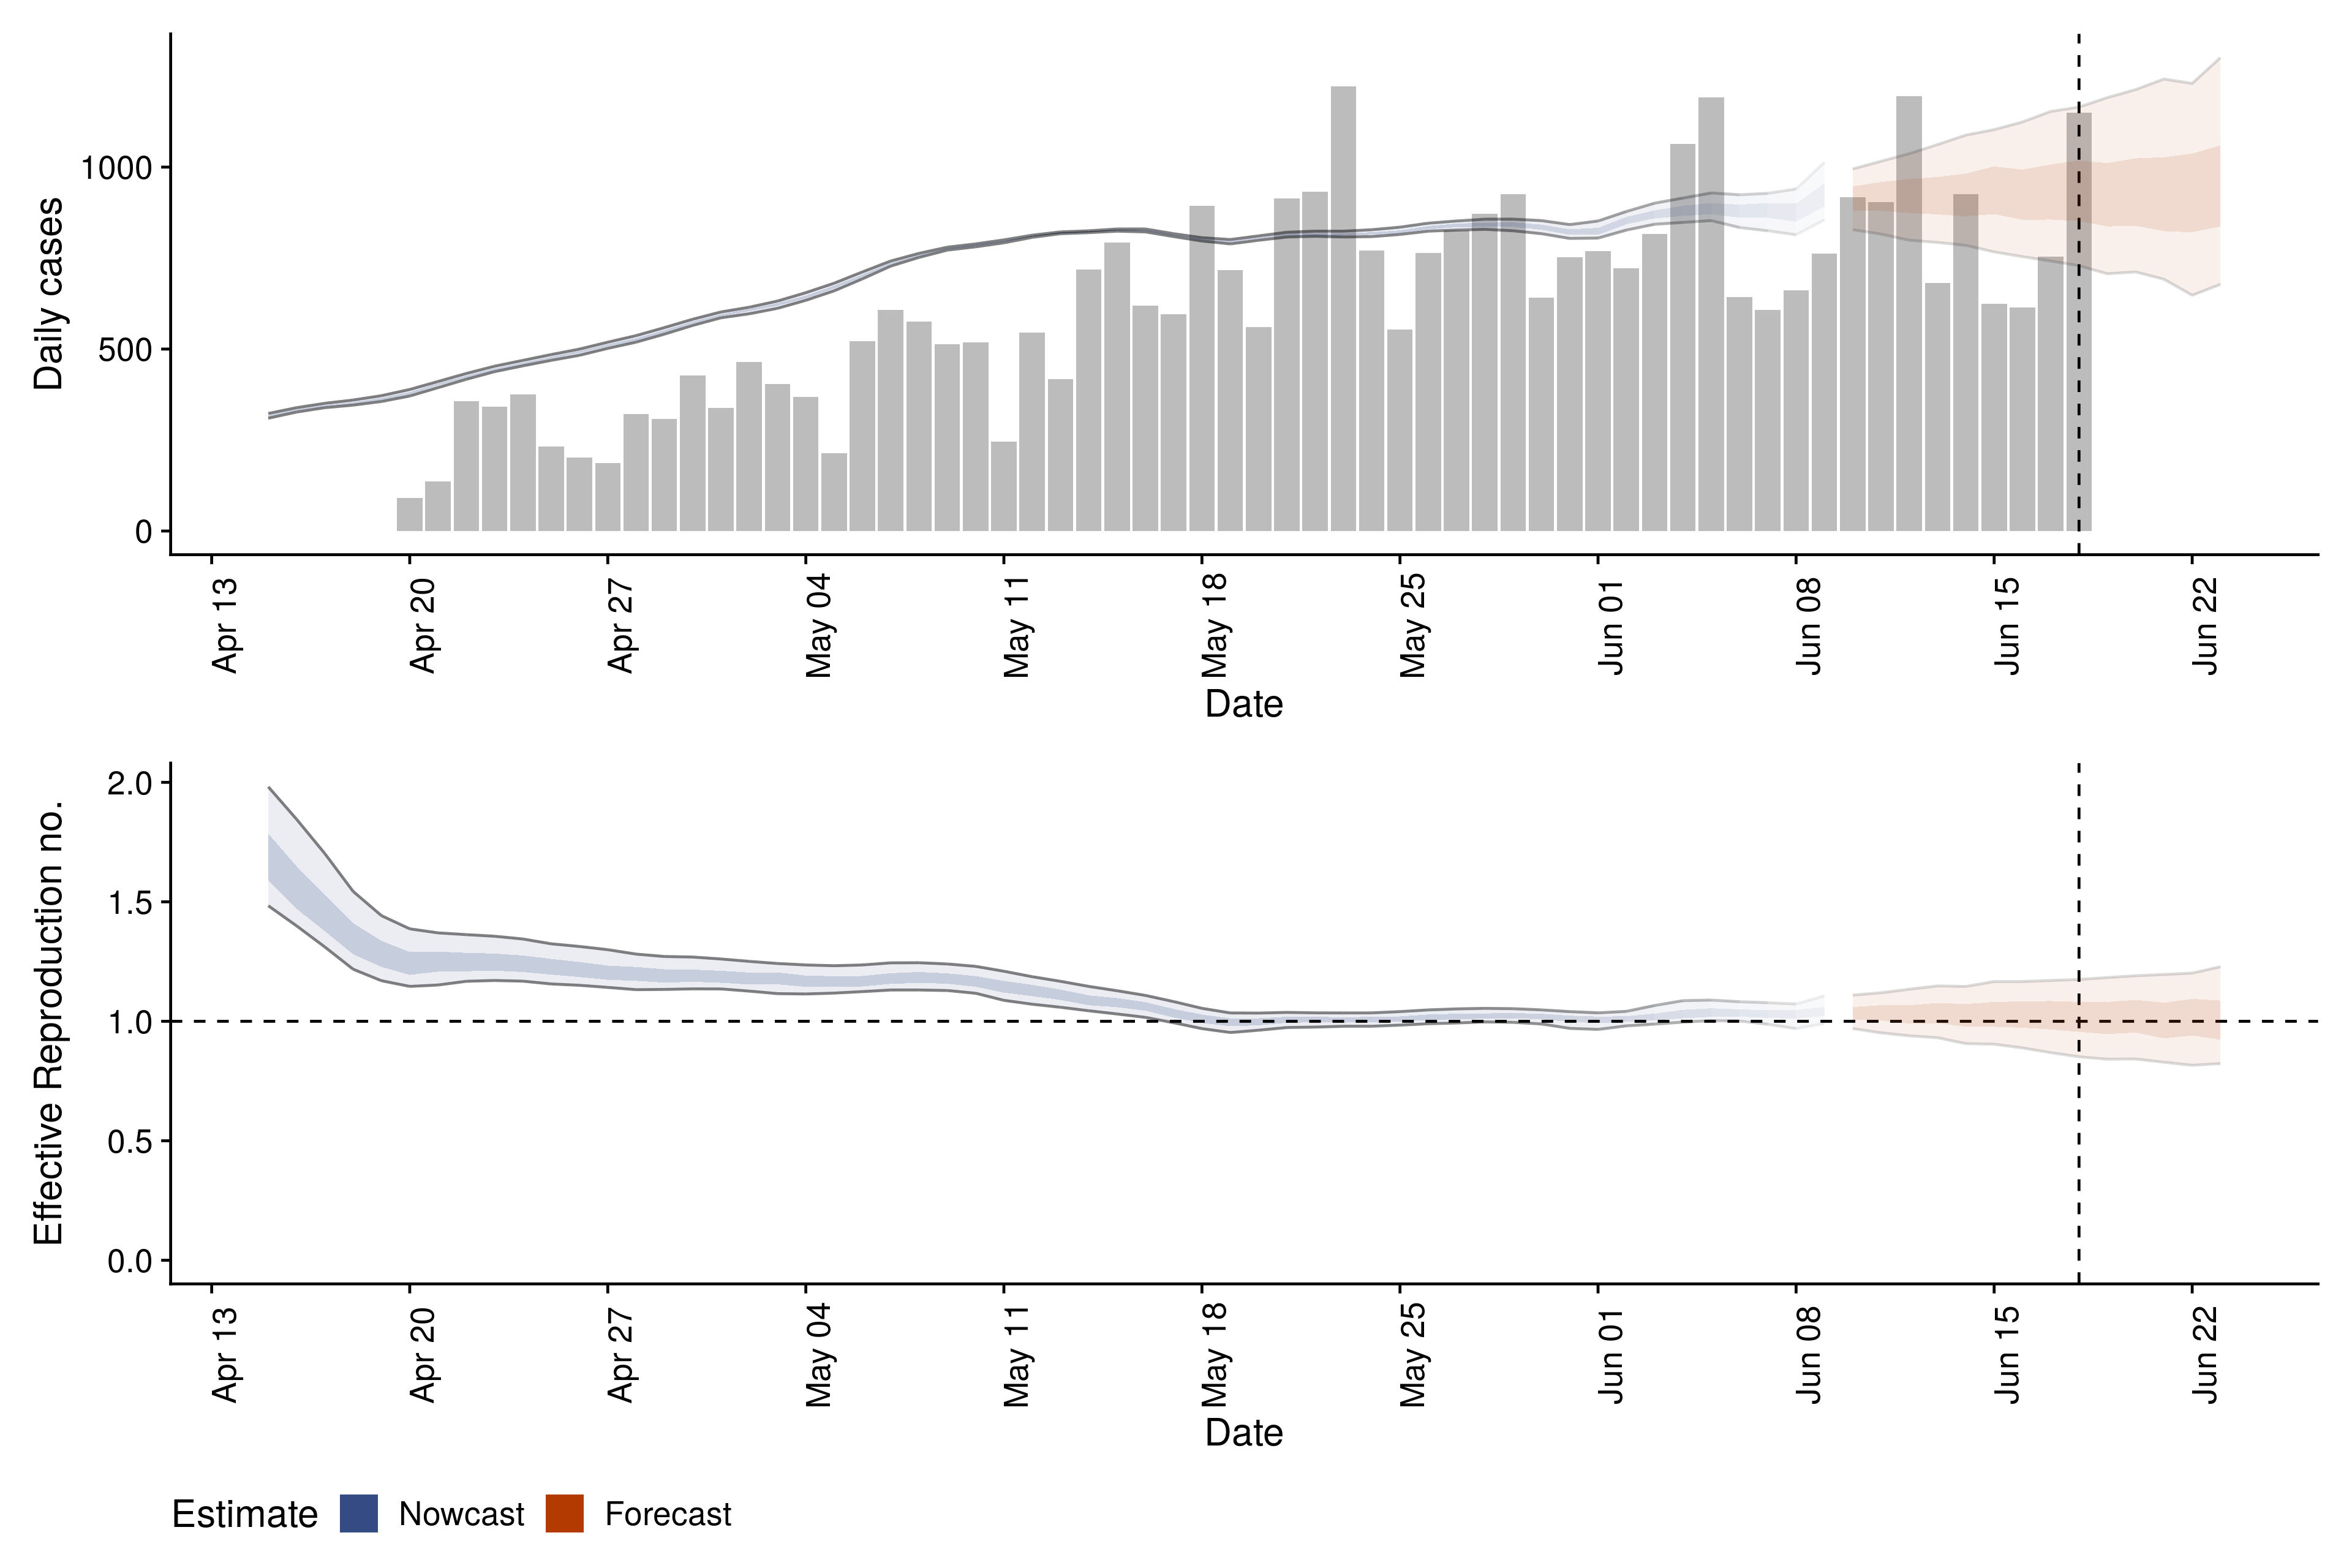 Daily cases
1000
500
0
Apr 13 Apr 20 Apr 27 May 04 May 11 May 18 May 25 Jun 01 Jun 08 Jun 15 Jun 22
Date
Effective Reproduction no.
2.0
1.5
1.0
0.5
0.0
Apr 13 Apr 20 Apr 27 May 04 May 11 May 18 May 25 Jun 01 Jun 08 Jun 15 Jun 22
Date
Estimate Nowcast Forecast